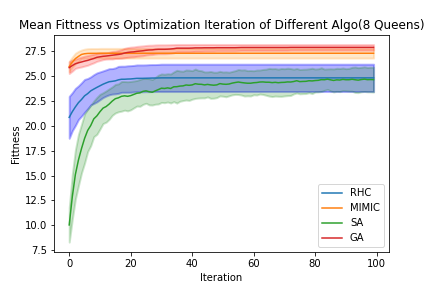 Mean Fitness vs Optimization Iteration of Different Algo(8 Queens)
27.5
25.0
22.5
20.0
17.5
15.0
12.5
10.0
7.5
Fitness
0 20 40 60 80 100
Iteration
RHC
MIMIC
SA
GA